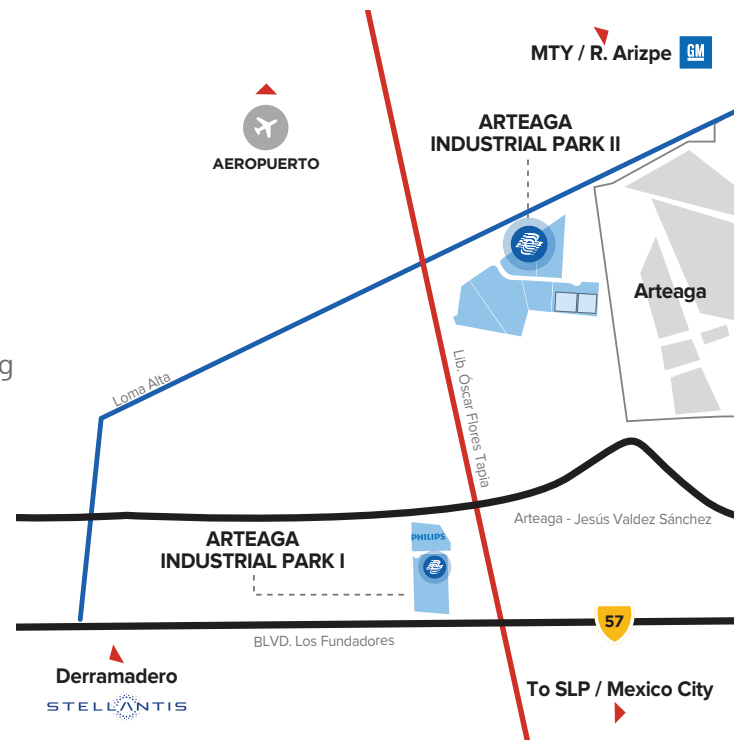 MTY / R. Arizpe
GM
ARTEAGA
INDUSTRIAL PARK II
AEROPUERTO
Arteaga
g
Loma Alta
Lib. Óscar Flores Tapia
Arteaga - Jesús Valdez Sánchez
ARTEAGA
INDUSTRIAL PARK I
PHILIPS
57
BLVD. Los Fundadores
Derramadero
STELLANTIS
To SLP / Mexico City